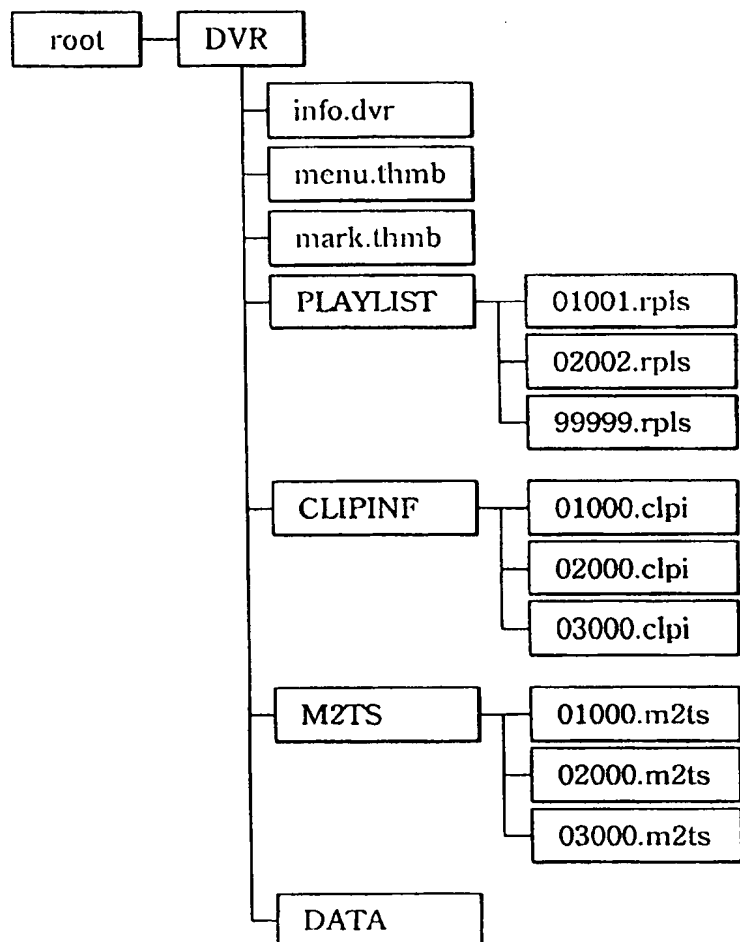 root DVR
info.dvr
menu.thmb
mark.thmb
PLAYLIST 01001.rpls
02002.rpls
99999.rpls
CLIPINF 01000.clpi
02000.clpi
03000.clpi
M2TS 01000.m2ts
02000.m2ts
03000.m2ts
DATA